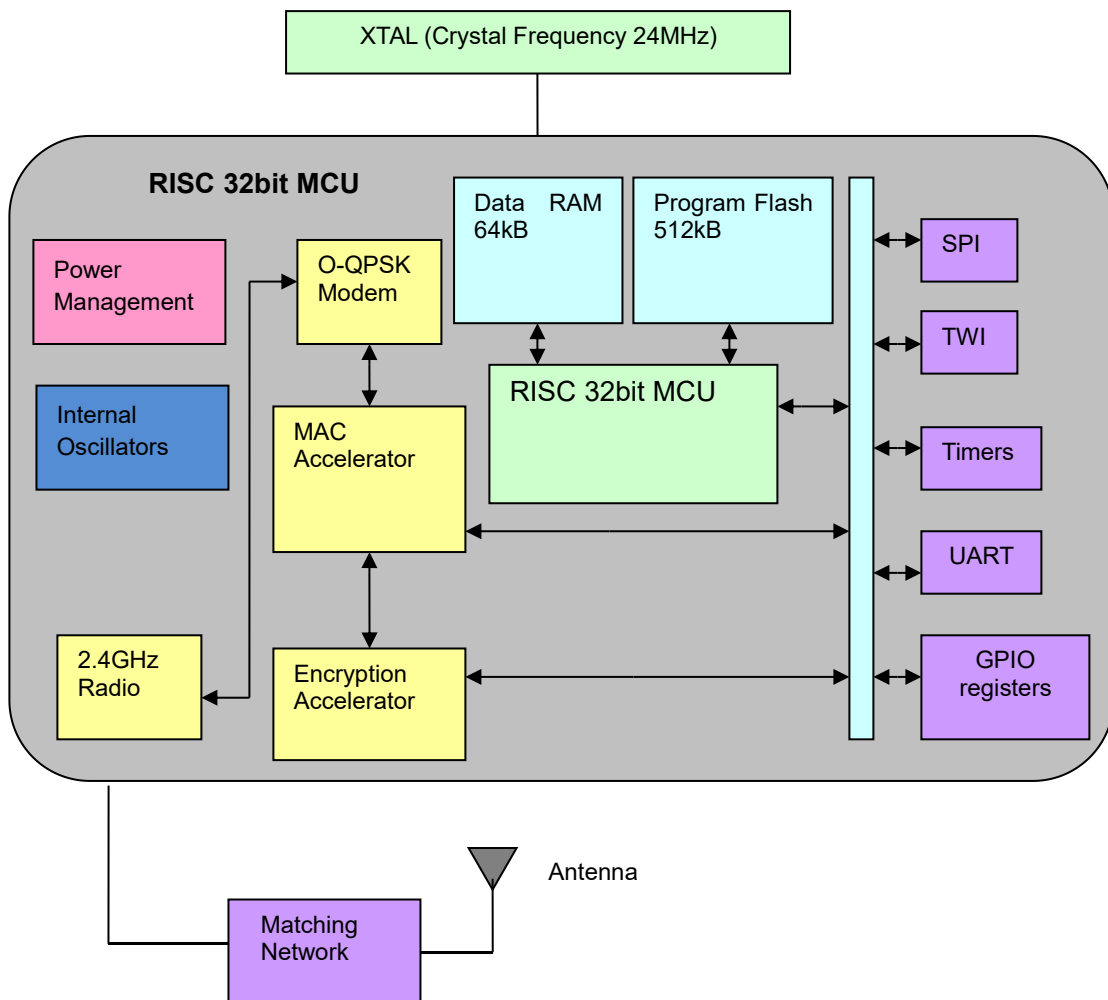 XTAL (Crystal Frequency 24MHz)
RISC 32bit MCU
Data RAM
64kB
Program Flash
512kB
SPI
Power
Management
O-QPSK
Modem
TWI
RISC 32bit MCU
Internal
Oscillators
MAC
Accelerator
Timers
UART
2.4GHz
Radio
Encryption
Accelerator
GPIO
registers
Antenna
Matching
Network